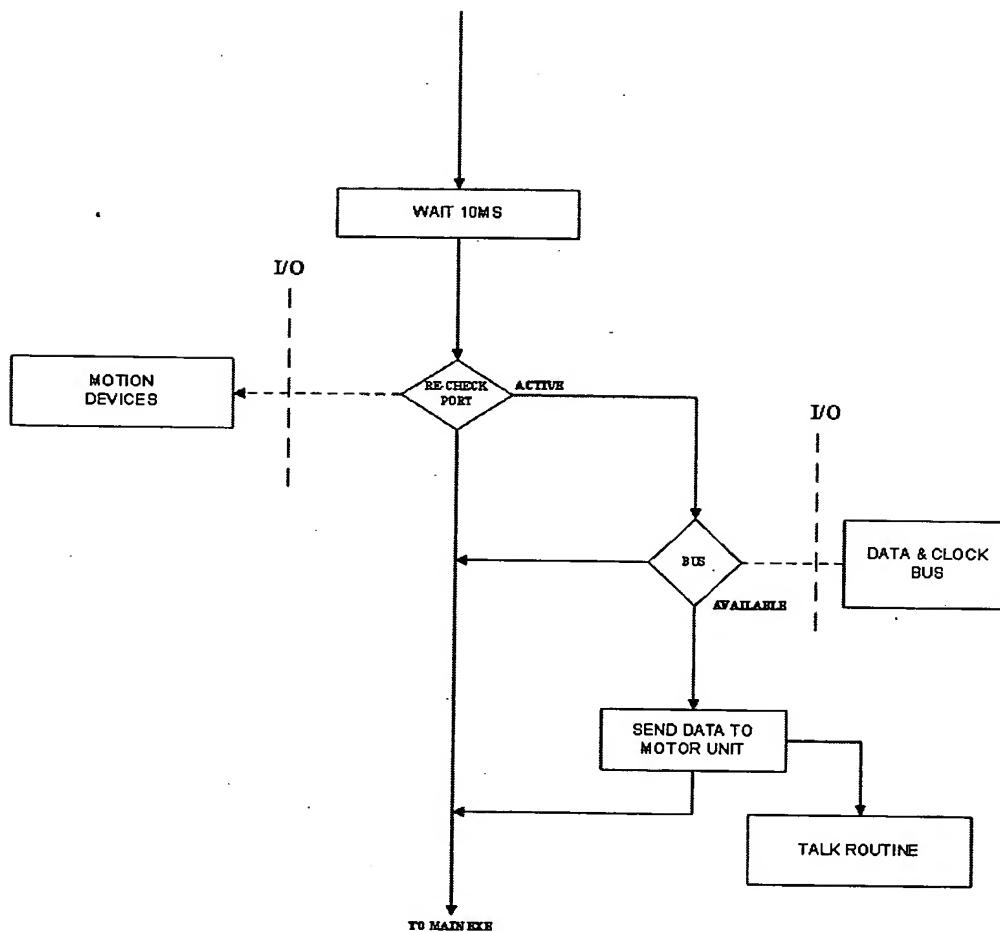 WAIT 10MS
I/O
MOTION
DEVICES
RE-CHECK
PORT
ACTIVE
I/O
BUS
DATA & CLOCK
BUS
AVAILABLE
SEND DATA TO
MOTOR UNIT
TALK ROUTINE
TO MAIN EXE